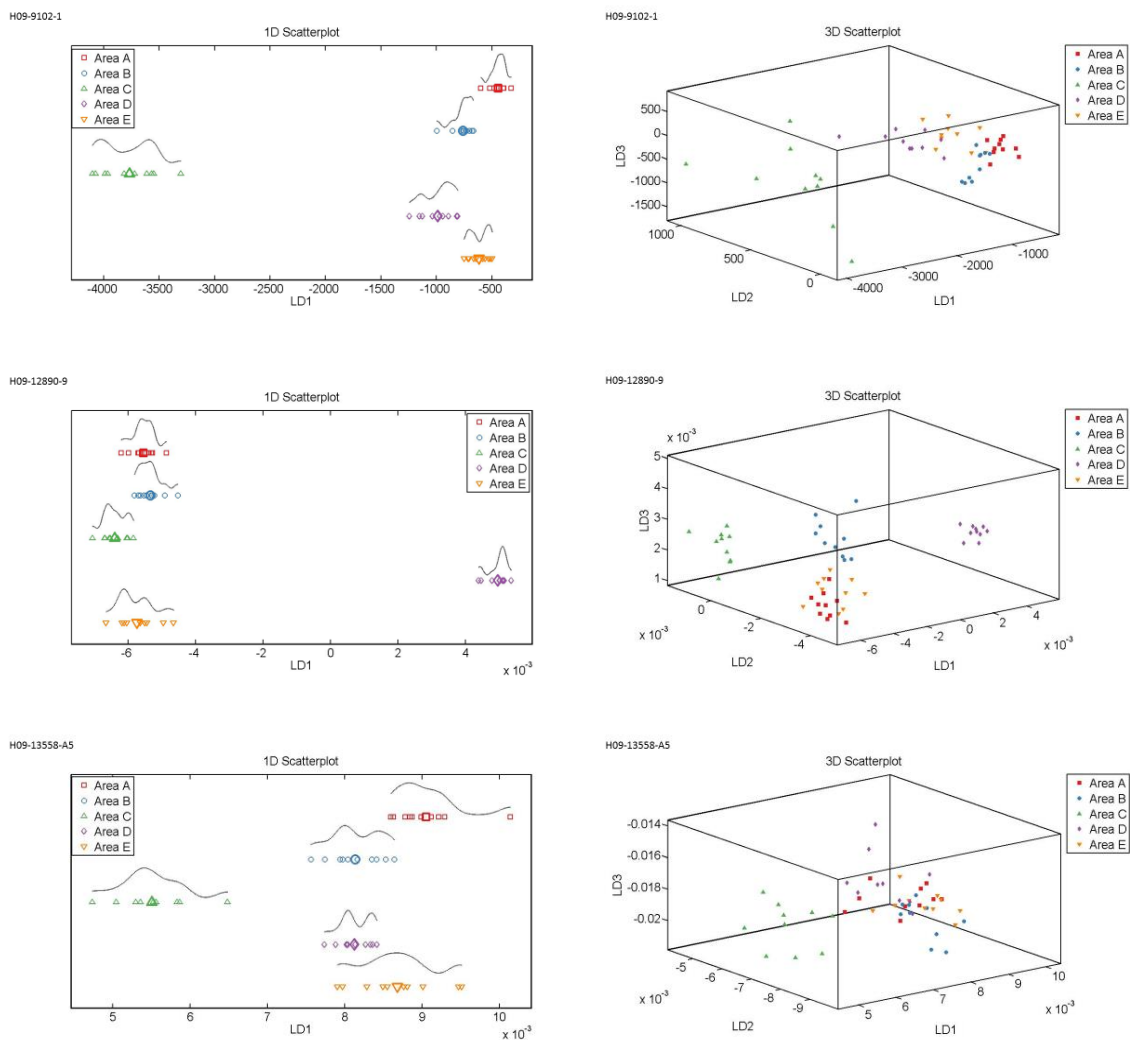 H09-9102-1
1D Scatterplot
Area A
Area B
Area C
Area D
Area E
-4000 -3500 -3000 -2500 -2000 -1500 -1000 -500
LD1
H09-9102-1
3D Scatterplot
Area A
Area B
Area C
Area D
Area E
500
0
-500
-1000
-1500
LD3
1000
500
0
LD2
-4000
-3000
-2000
-1000
LD1
H09-12890-9
1D Scatterplot
Area A
Area B
Area C
Area D
Area E
-6 -4 -2 0 2 4
x 10⁻³
LD1
H09-12890-9
3D Scatterplot
Area A
Area B
Area C
Area D
Area E
x 10⁻³
5
4
3
2
1
LD3
0
-2
-4
x 10⁻³
LD2
-6
-4
-2
0
2
4
x 10⁻³
LD1
H09-13558-A5
1D Scatterplot
Area A
Area B
Area C
Area D
Area E
5 6 7 8 9 10
x 10⁻³
LD1
H09-13558-A5
3D Scatterplot
Area A
Area B
Area C
Area D
Area E
-0.014
-0.016
-0.018
-0.02
LD3
-5
-6
-7
-8
-9
x 10⁻³
LD2
5
6
7
8
9
10
x 10⁻³
LD1